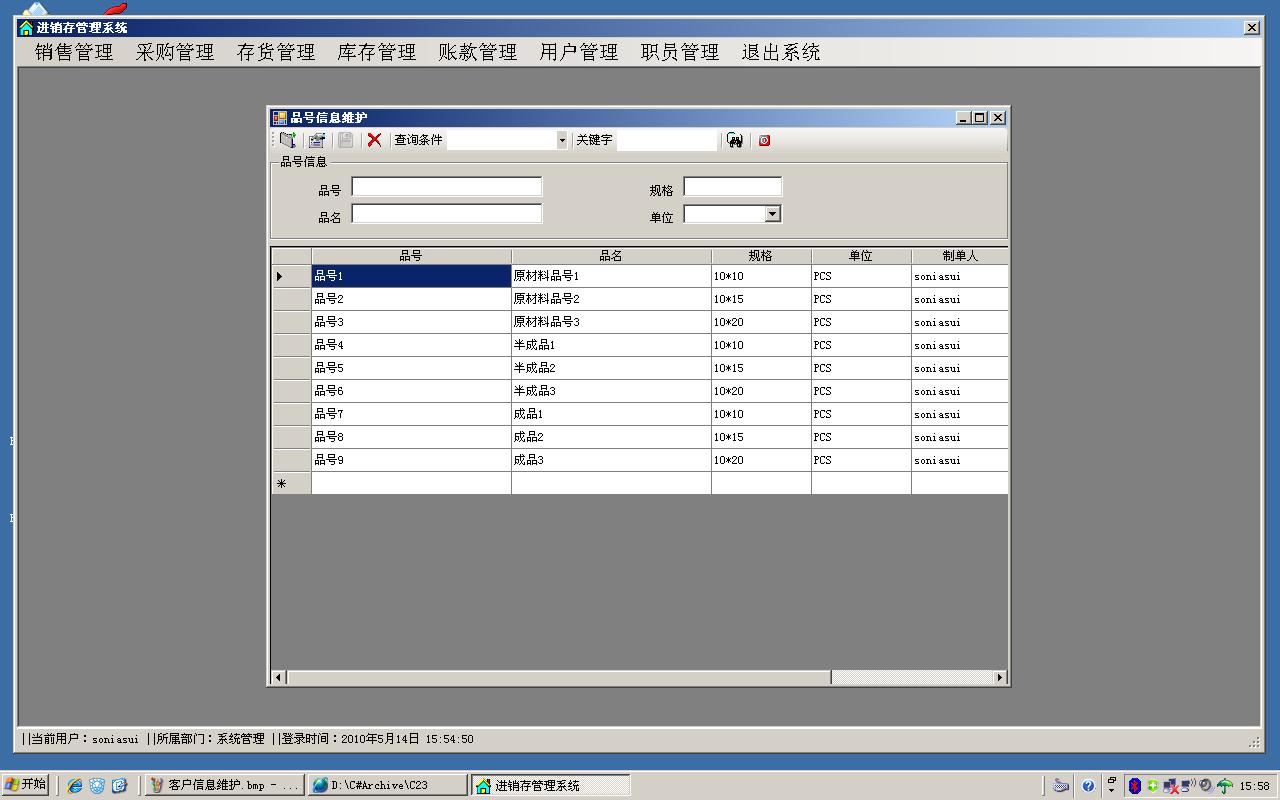 进销存管理系统
销售管理 采购管理 存货管理 库存管理 账款管理 用户管理 职员管理 退出系统
品号信息维护
查询条件 关键字
品号信息
品号 规格
品名 单位
品号 品名 规格 单位 制单人
品号1 原材料品号1 10*10 PCS soniasui
品号2 原材料品号2 10*15 PCS soniasui
品号3 原材料品号3 10*20 PCS soniasui
品号4 半成品1 10*10 PCS soniasui
品号5 半成品2 10*15 PCS soniasui
品号6 半成品3 10*20 PCS soniasui
品号7 成品1 10*10 PCS soniasui
品号8 成品2 10*15 PCS soniasui
品号9 成品3 10*20 PCS soniasui
||当前用户：soniasui ||所属部门：系统管理 ||登录时间：2010年5月14日 15:54:50
开始 客户信息维护.bmp - ... D:\C#Archive\C23 进销存管理系统 15:58